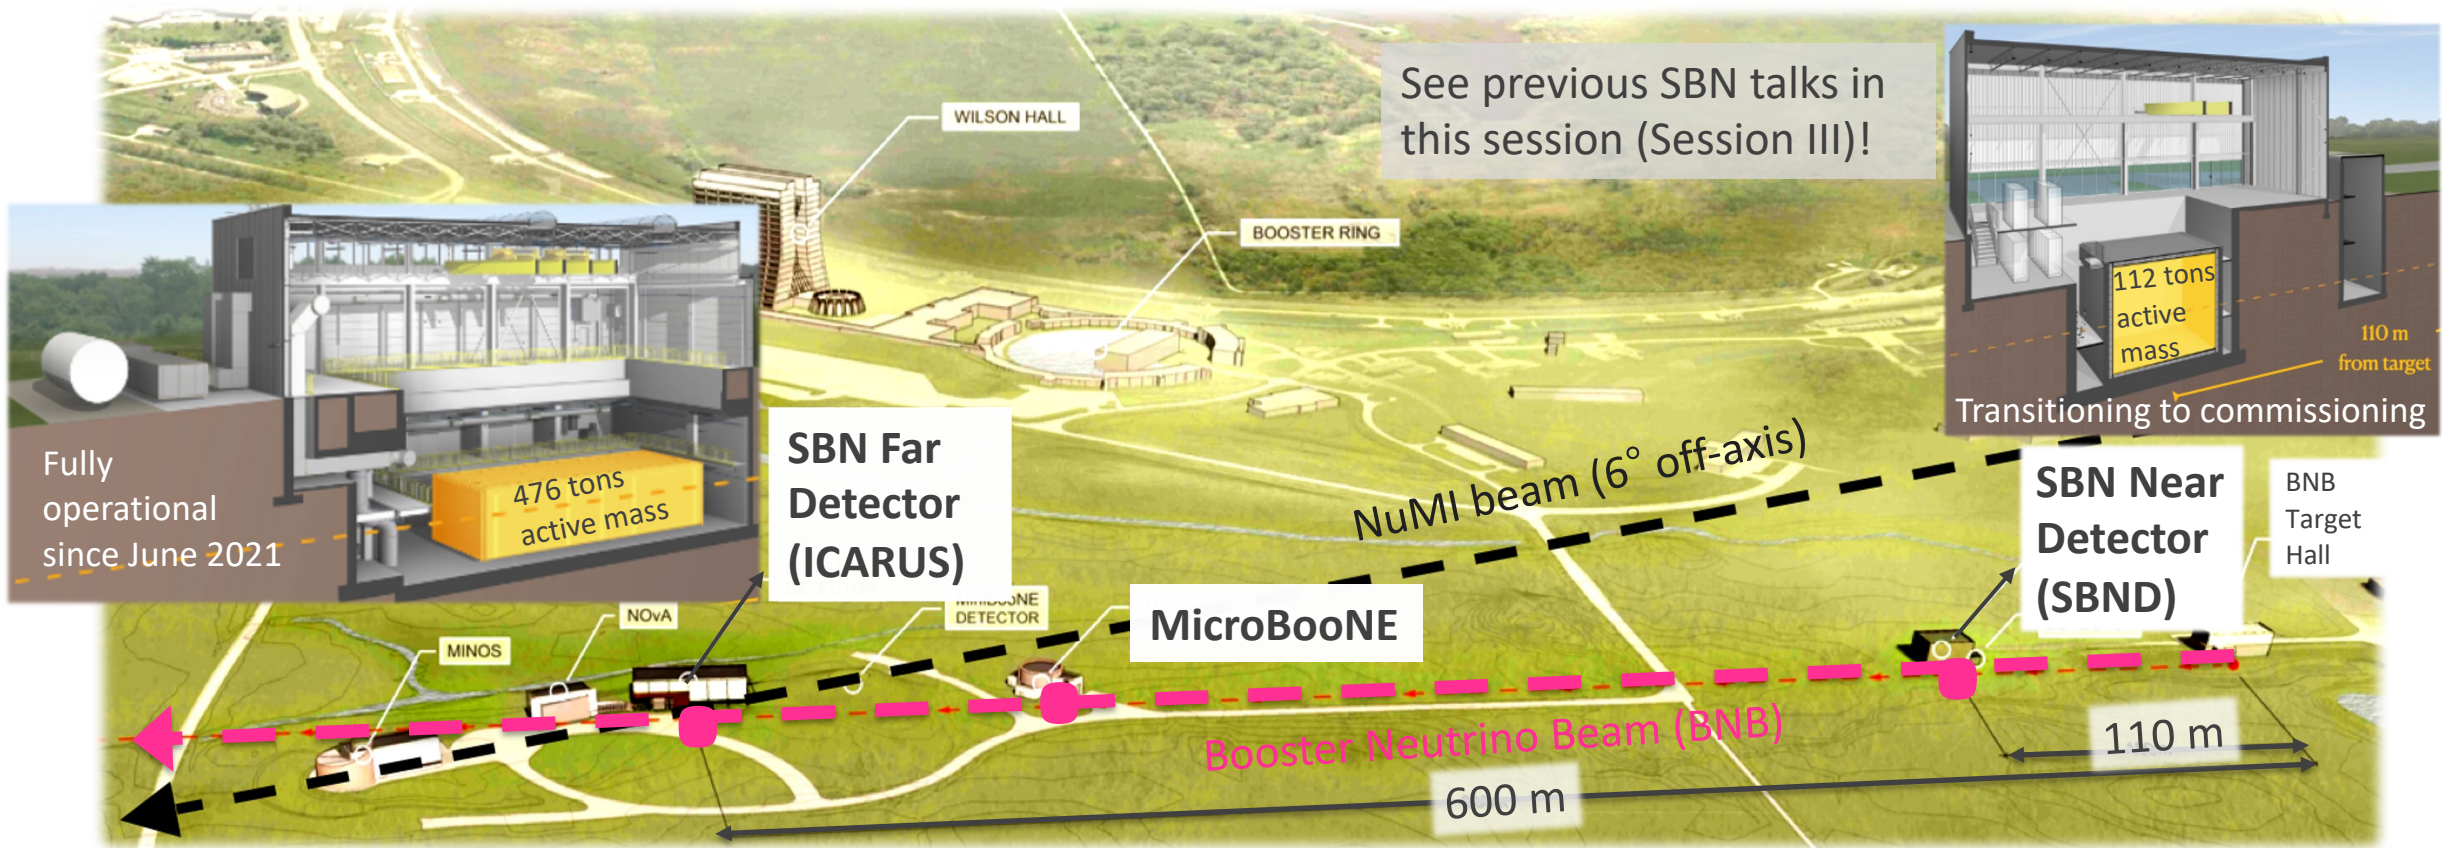 See previous SBN talks in
this session (Session III)!
WILSON HALL
BOOSTER RING
112 tons
active
mass
110 m
from target
Transitioning to commissioning
Fully
operational
since June 2021
476 tons
active mass
SBN Far
Detector
(ICARUS)
NuMI beam (6° off-axis)
SBN Near
Detector
(SBND)
BNB
Target
Hall
MiniBooNE
DETECTOR
MicroBooNE
NOvA
MINOS
Booster Neutrino Beam (BNB)
110 m
600 m